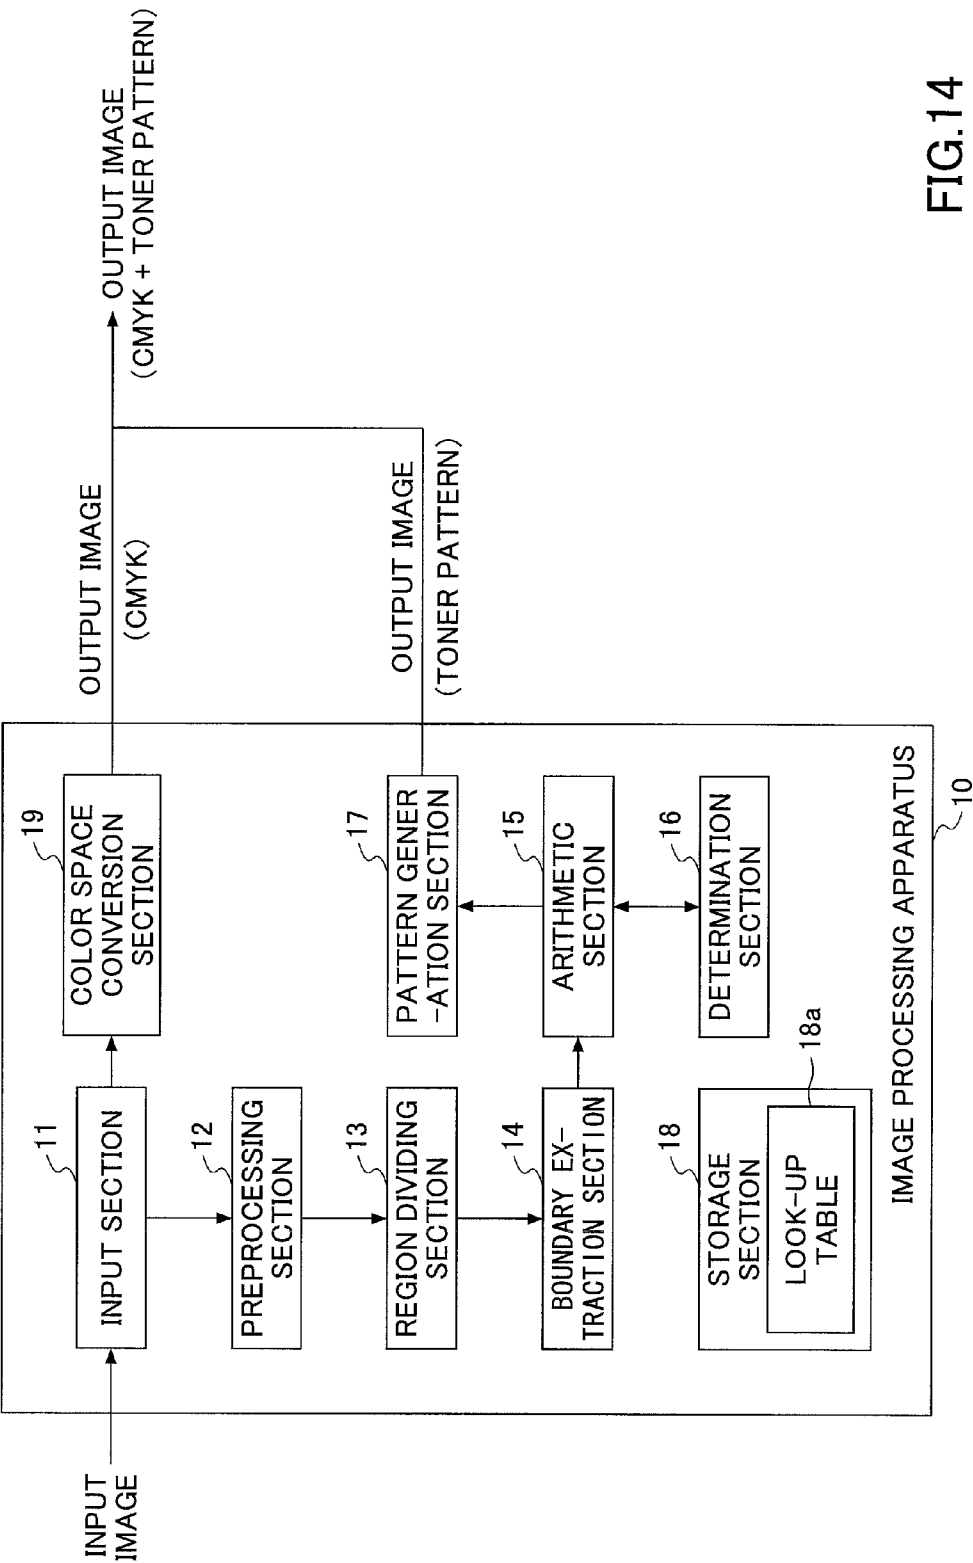 INPUT
IMAGE
11
INPUT SECTION
19
COLOR SPACE
CONVERSION
SECTION
OUTPUT IMAGE
(CMYK)
OUTPUT IMAGE
(CMYK + TONER PATTERN)
12
PREPROCESSING
SECTION
13
REGION DIVIDING
SECTION
17
PATTERN GENER
-ATION SECTION
OUTPUT IMAGE
(TONER PATTERN)
14
BOUNDARY EX-
TRACTION SECTION
15
ARITHMETIC
SECTION
18
STORAGE
SECTION
18a
LOOK-UP
TABLE
16
DETERMINATION
SECTION
IMAGE PROCESSING APPARATUS
10
FIG.14